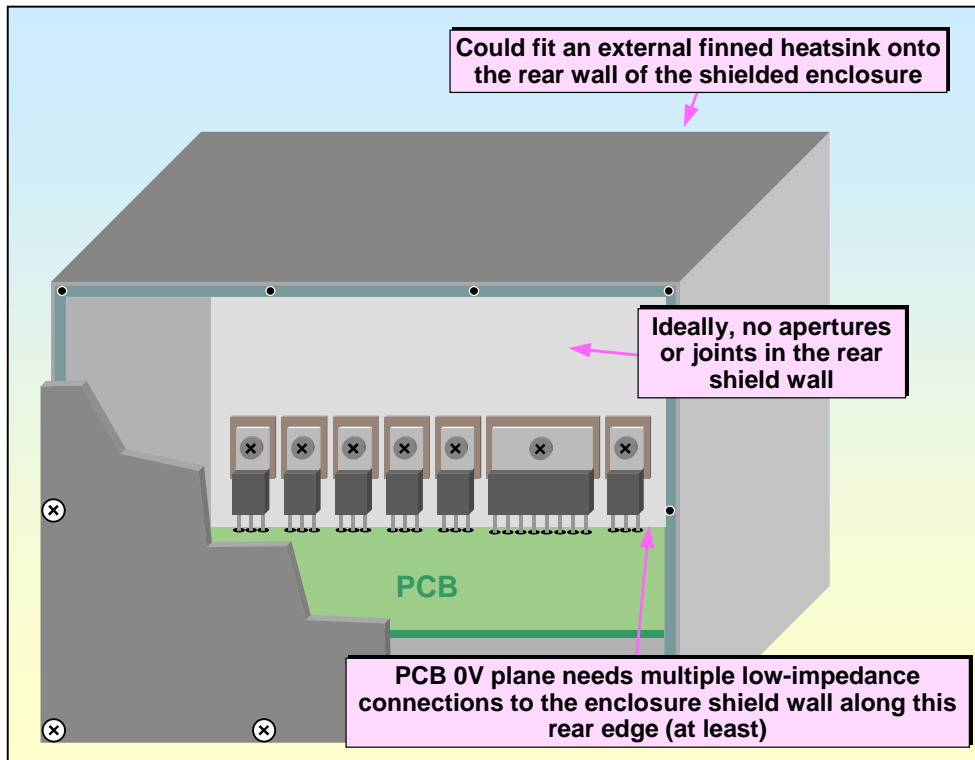 Could fit an external finned heatsink onto
the rear wall of the shielded enclosure
Ideally, no apertures
or joints in the rear
shield wall
PCB
PCB 0V plane needs multiple low-impedance
connections to the enclosure shield wall along this
rear edge (at least)